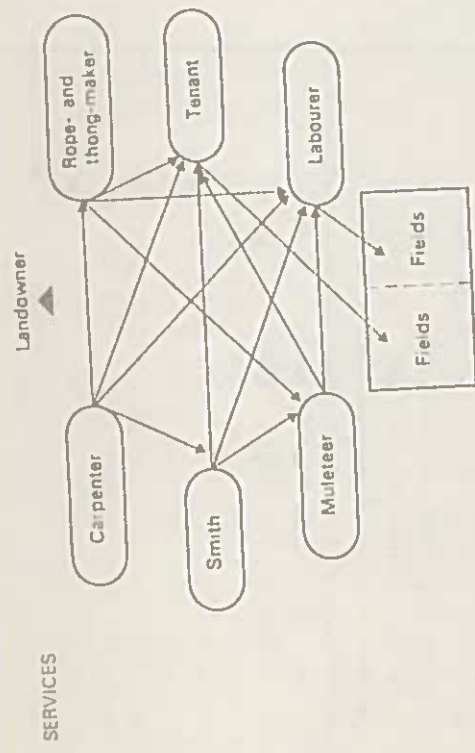 SERVICES
Landowner
Carpenter
Rope- and
thong-maker
Smith
Tenant
Muleteer
Labourer
Fields
Fields